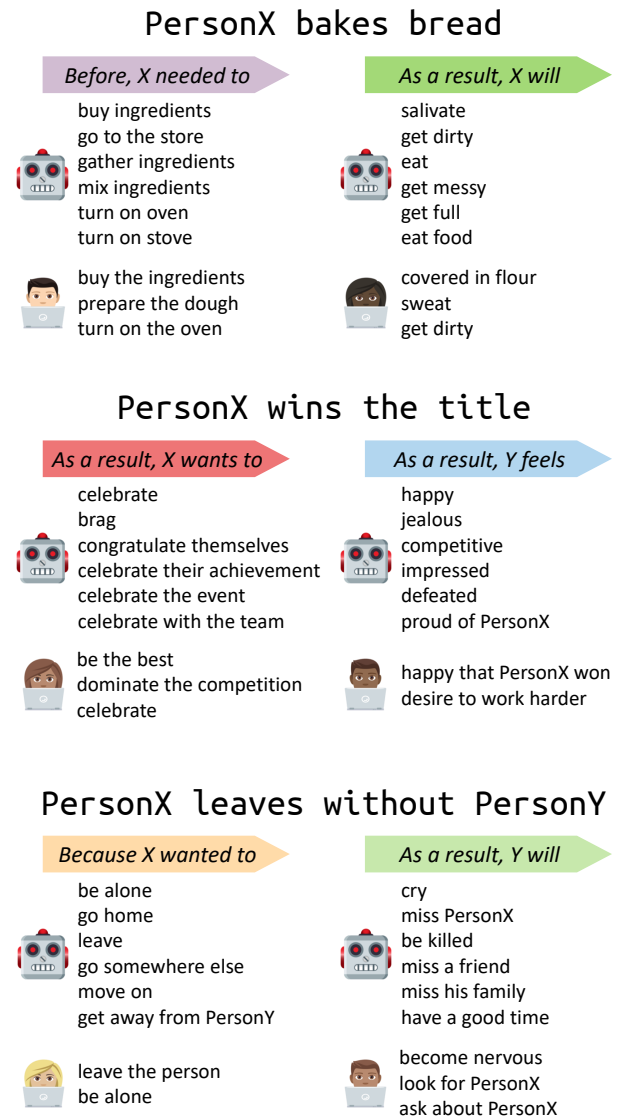 PersonX bakes bread
Before, X needed to
buy ingredients
go to the store
gather ingredients
mix ingredients
turn on oven
turn on stove
buy the ingredients
prepare the dough
turn on the oven
As a result, X will
salivate
get dirty
eat
get messy
get full
eat food
covered in flour
sweat
get dirty
PersonX wins the title
As a result, X wants to
celebrate
brag
congratulate themselves
celebrate their achievement
celebrate the event
celebrate with the team
be the best
dominate the competition
celebrate
As a result, Y feels
happy
jealous
competitive
impressed
defeated
proud of PersonX
happy that PersonX won
desire to work harder
PersonX leaves without PersonY
Because X wanted to
be alone
go home
leave
go somewhere else
move on
get away from PersonY
leave the person
be alone
As a result, Y will
cry
miss PersonX
be killed
miss a friend
miss his family
have a good time
become nervous
look for PersonX
ask about PersonX